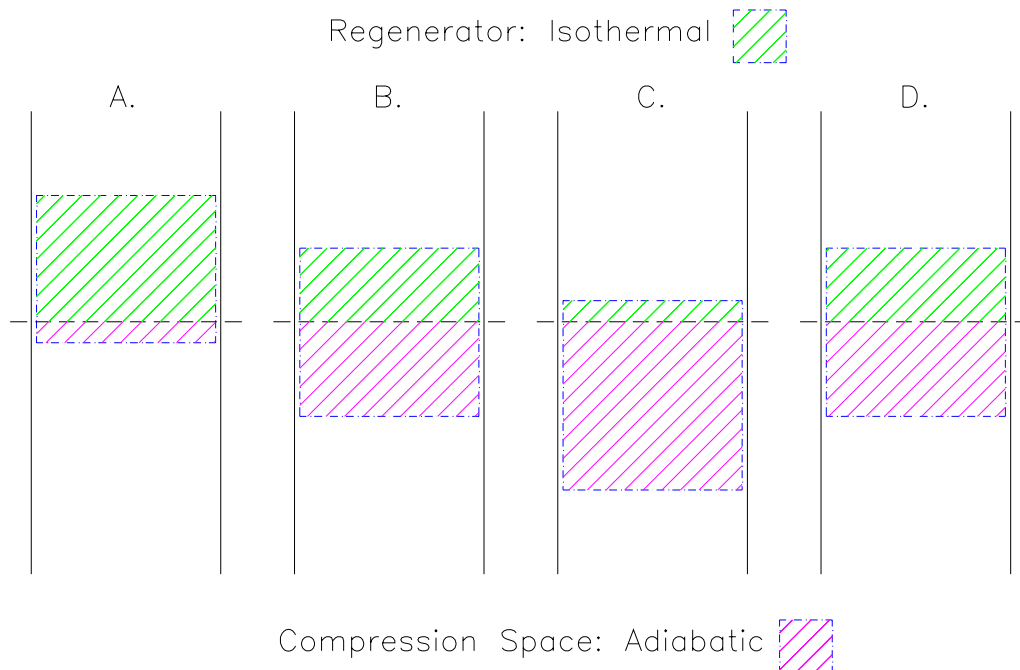 Regenerator: Isothermal
A. B. C. D.
Compression Space: Adiabatic